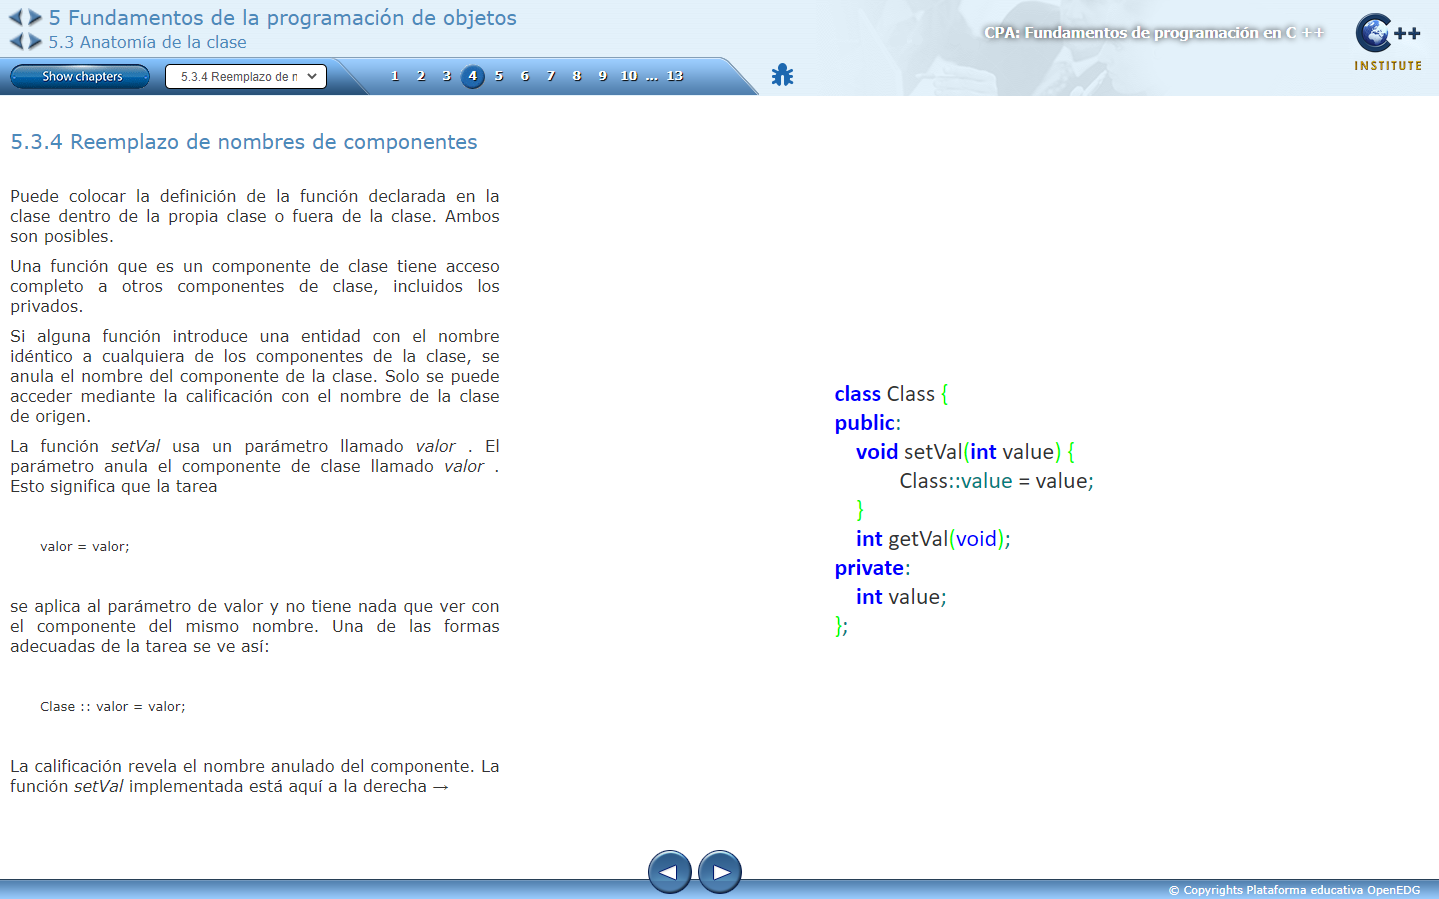 5 Fundamentos de la programación de objetos
5.3 Anatomía de la clase
CPA: Fundamentos de programación en C ++
++
INSTITUTE
Show chapters
5.3.4 Reemplazo de n
1 2 3 4 5 6 7 8 9 10 ... 13
5.3.4 Reemplazo de nombres de componentes
Puede colocar la definición de la función declarada en la
clase dentro de la propia clase o fuera de la clase. Ambos
son posibles.
Una función que es un componente de clase tiene acceso
completo a otros componentes de clase, incluidos los
privados.
Si alguna función introduce una entidad con el nombre
idéntico a cualquiera de los componentes de la clase, se
anula el nombre del componente de la clase. Solo se puede
acceder mediante la calificación con el nombre de la clase
de origen.
La función setVal usa un parámetro llamado valor . El
parámetro anula el componente de clase llamado valor .
Esto significa que la tarea
valor = valor;
se aplica al parámetro de valor y no tiene nada que ver con
el componente del mismo nombre. Una de las formas
adecuadas de la tarea se ve así:
Clase :: valor = valor;
La calificación revela el nombre anulado del componente. La
función setVal implementada está aquí a la derecha →
class Class {
public:
void setVal(int value) {
Class::value = value;
}
int getVal(void);
private:
int value;
};
© Copyrights Plataforma educativa OpenEDG